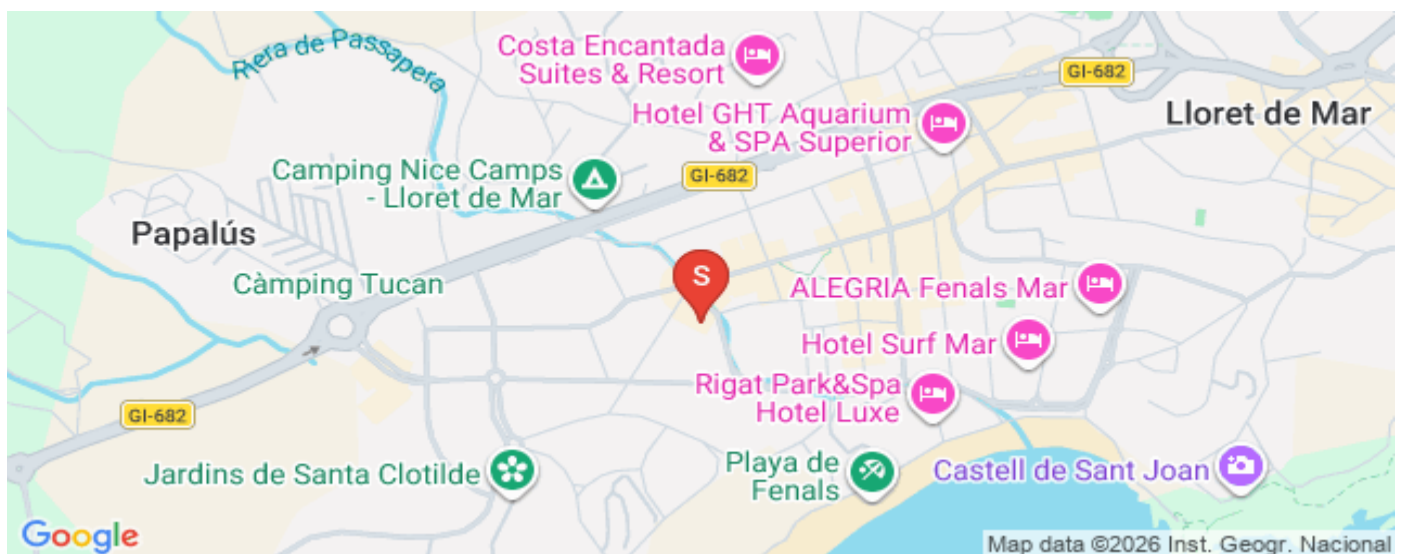 Riera de Passapera
Costa Encantada
Suites & Resort
GI-682
Lloret de Mar
Hotel GHT Aquarium
& SPA Superior
Camping Nice Camps
- Lloret de Mar
GI-682
Papalús
Càmping Tucan
S
ALEGRIA Fenals Mar
Hotel Surf Mar
Rigat Park&Spa
Hotel Luxe
GI-682
Jardins de Santa Clotilde
Playa de
Fenals
Castell de Sant Joan
Google
Map data ©2026 Inst. Geogr. Nacional